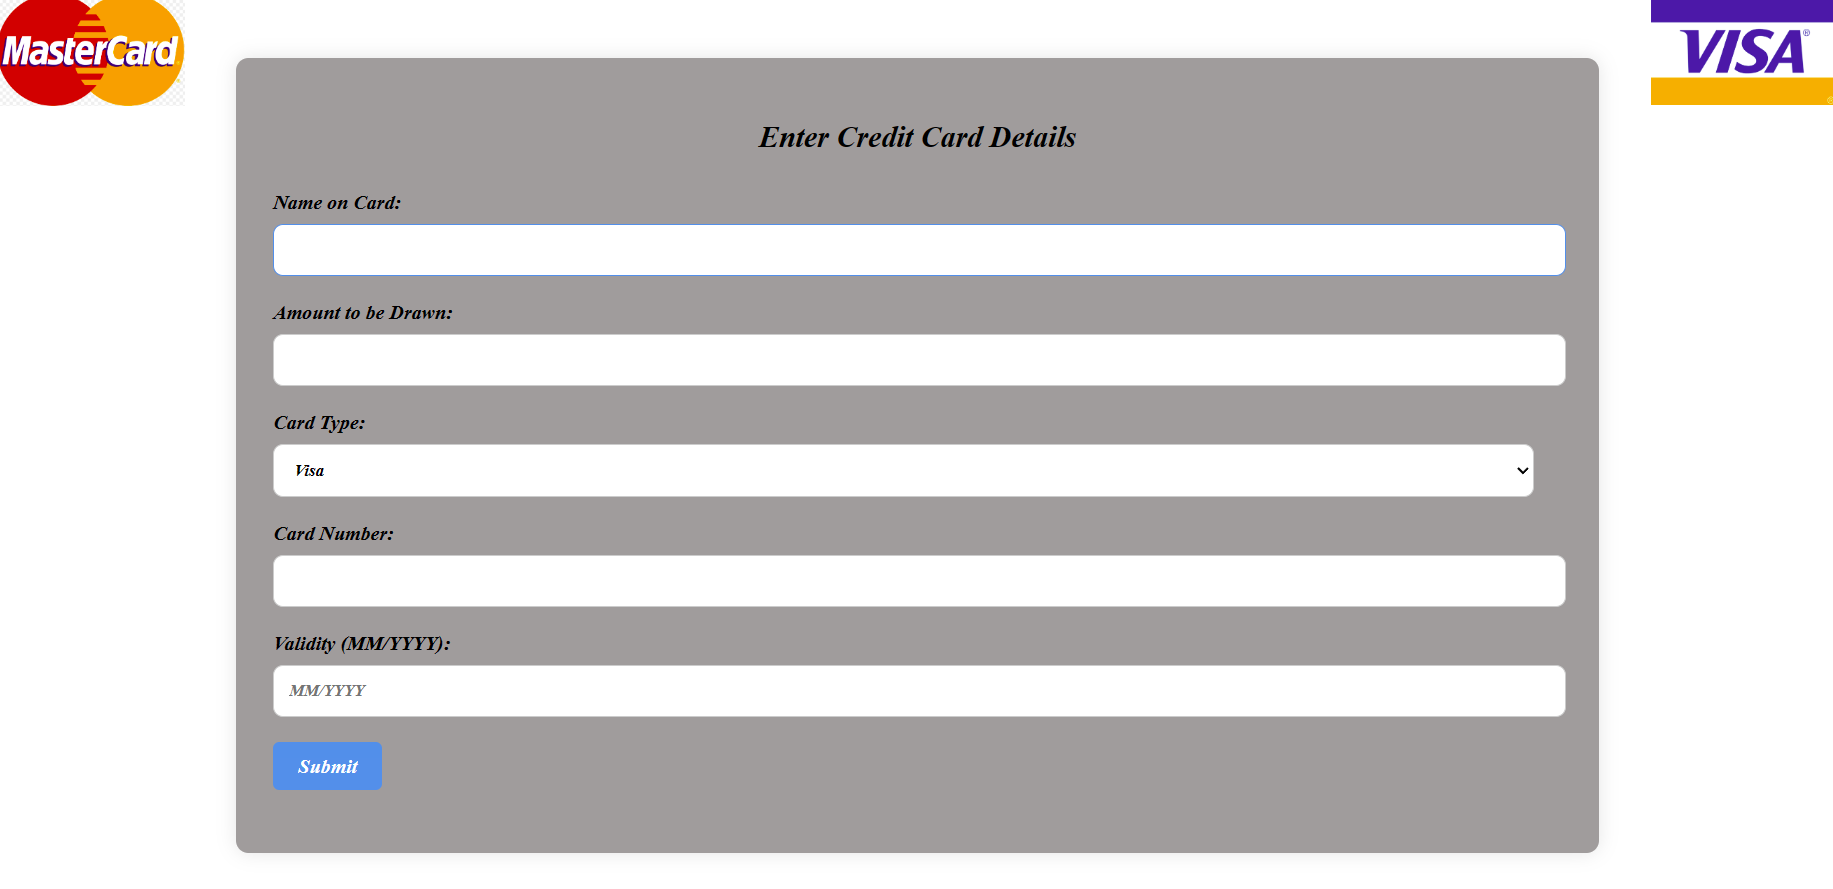 MasterCard
VISA®
Enter Credit Card Details
Name on Card:
Amount to be Drawn:
Card Type:
Visa
Card Number:
Validity (MM/YYYY):
MM/YYYY
Submit